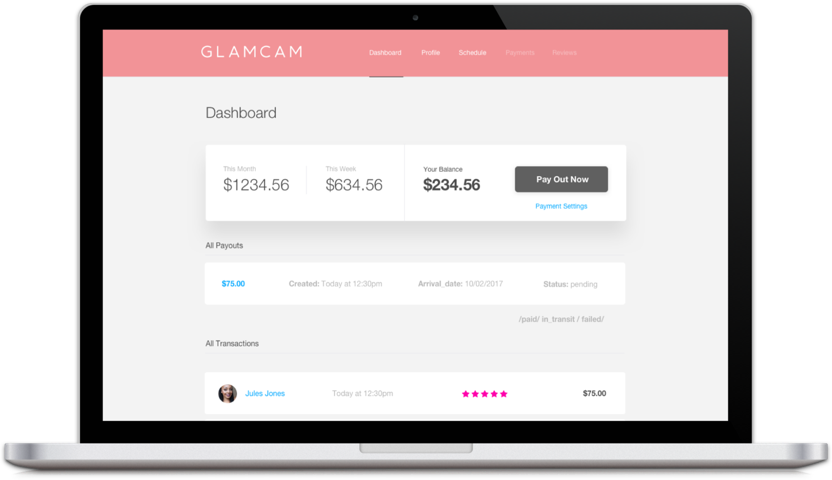 GLAMCAM Dashboard Profile Schedule Payments Reviews
Dashboard
This Month This Week Your Balance
$1234.56 $634.56 $234.56 Pay Out Now
Payment Settings
All Payouts
$75.00 Created: Today at 12:30pm Arrival_date: 10/02/2017 Status: pending
/paid/ in_transit / failed/
All Transactions
Jules Jones Today at 12:30pm $75.00